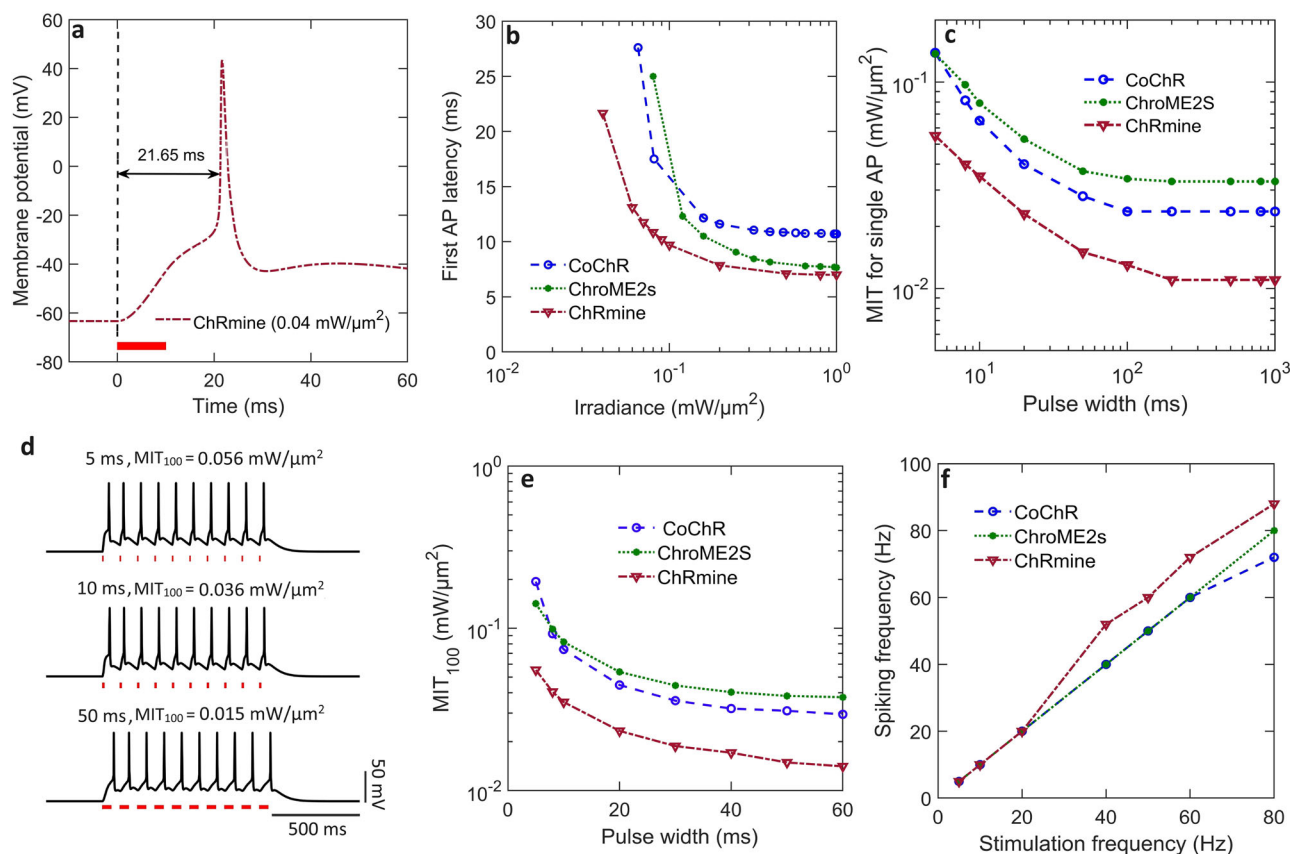 a
Membrane potential (mV)
80
60
40
20
0
-20
-40
-60
-80
21.65 ms
ChRmine (0.04 mW/µm²)
0
20
40
60
Time (ms)
b
First AP latency (ms)
30
25
20
15
10
5
0
CoChR
ChroME2s
ChRmine
10⁻²
10⁻¹
10⁰
Irradiance (mW/µm²)
c
MIT for single AP (mW/µm²)
10⁻¹
10⁻²
CoChR
ChroME2S
ChRmine
10¹
10²
10³
Pulse width (ms)
d
5 ms, MIT₁₀₀ = 0.056 mW/µm²
10 ms, MIT₁₀₀ = 0.036 mW/µm²
50 ms, MIT₁₀₀ = 0.015 mW/µm²
50 mV
500 ms
e
MIT₁₀₀ (mW/µm²)
10⁰
10⁻¹
10⁻²
CoChR
ChroME2S
ChRmine
0
20
40
60
Pulse width (ms)
f
Spiking frequency (Hz)
100
80
60
40
20
0
CoChR
ChroME2s
ChRmine
0
20
40
60
80
Stimulation frequency (Hz)